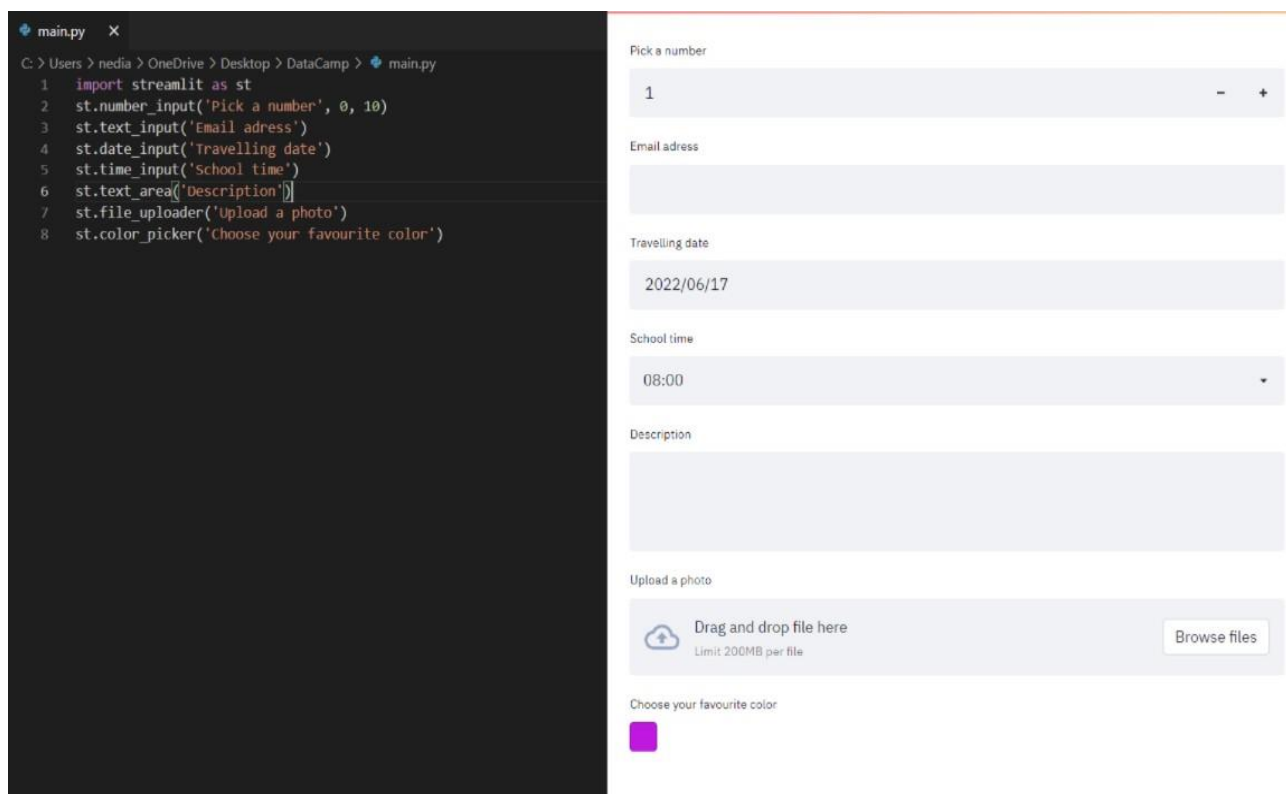 main.py X
C: > Users > nedia > OneDrive > Desktop > DataCamp > main.py
1 import streamlit as st
2 st.number_input('Pick a number', 0, 10)
3 st.text_input('Email adress')
4 st.date_input('Travelling date')
5 st.time_input('School time')
6 st.text_area('Description')
7 st.file_uploader('Upload a photo')
8 st.color_picker('Choose your favourite color')
Pick a number
1 - +
Email adress
Travelling date
2022/06/17
School time
08:00
Description
Upload a photo
Drag and drop file here
Limit 200MB per file
Browse files
Choose your favourite color